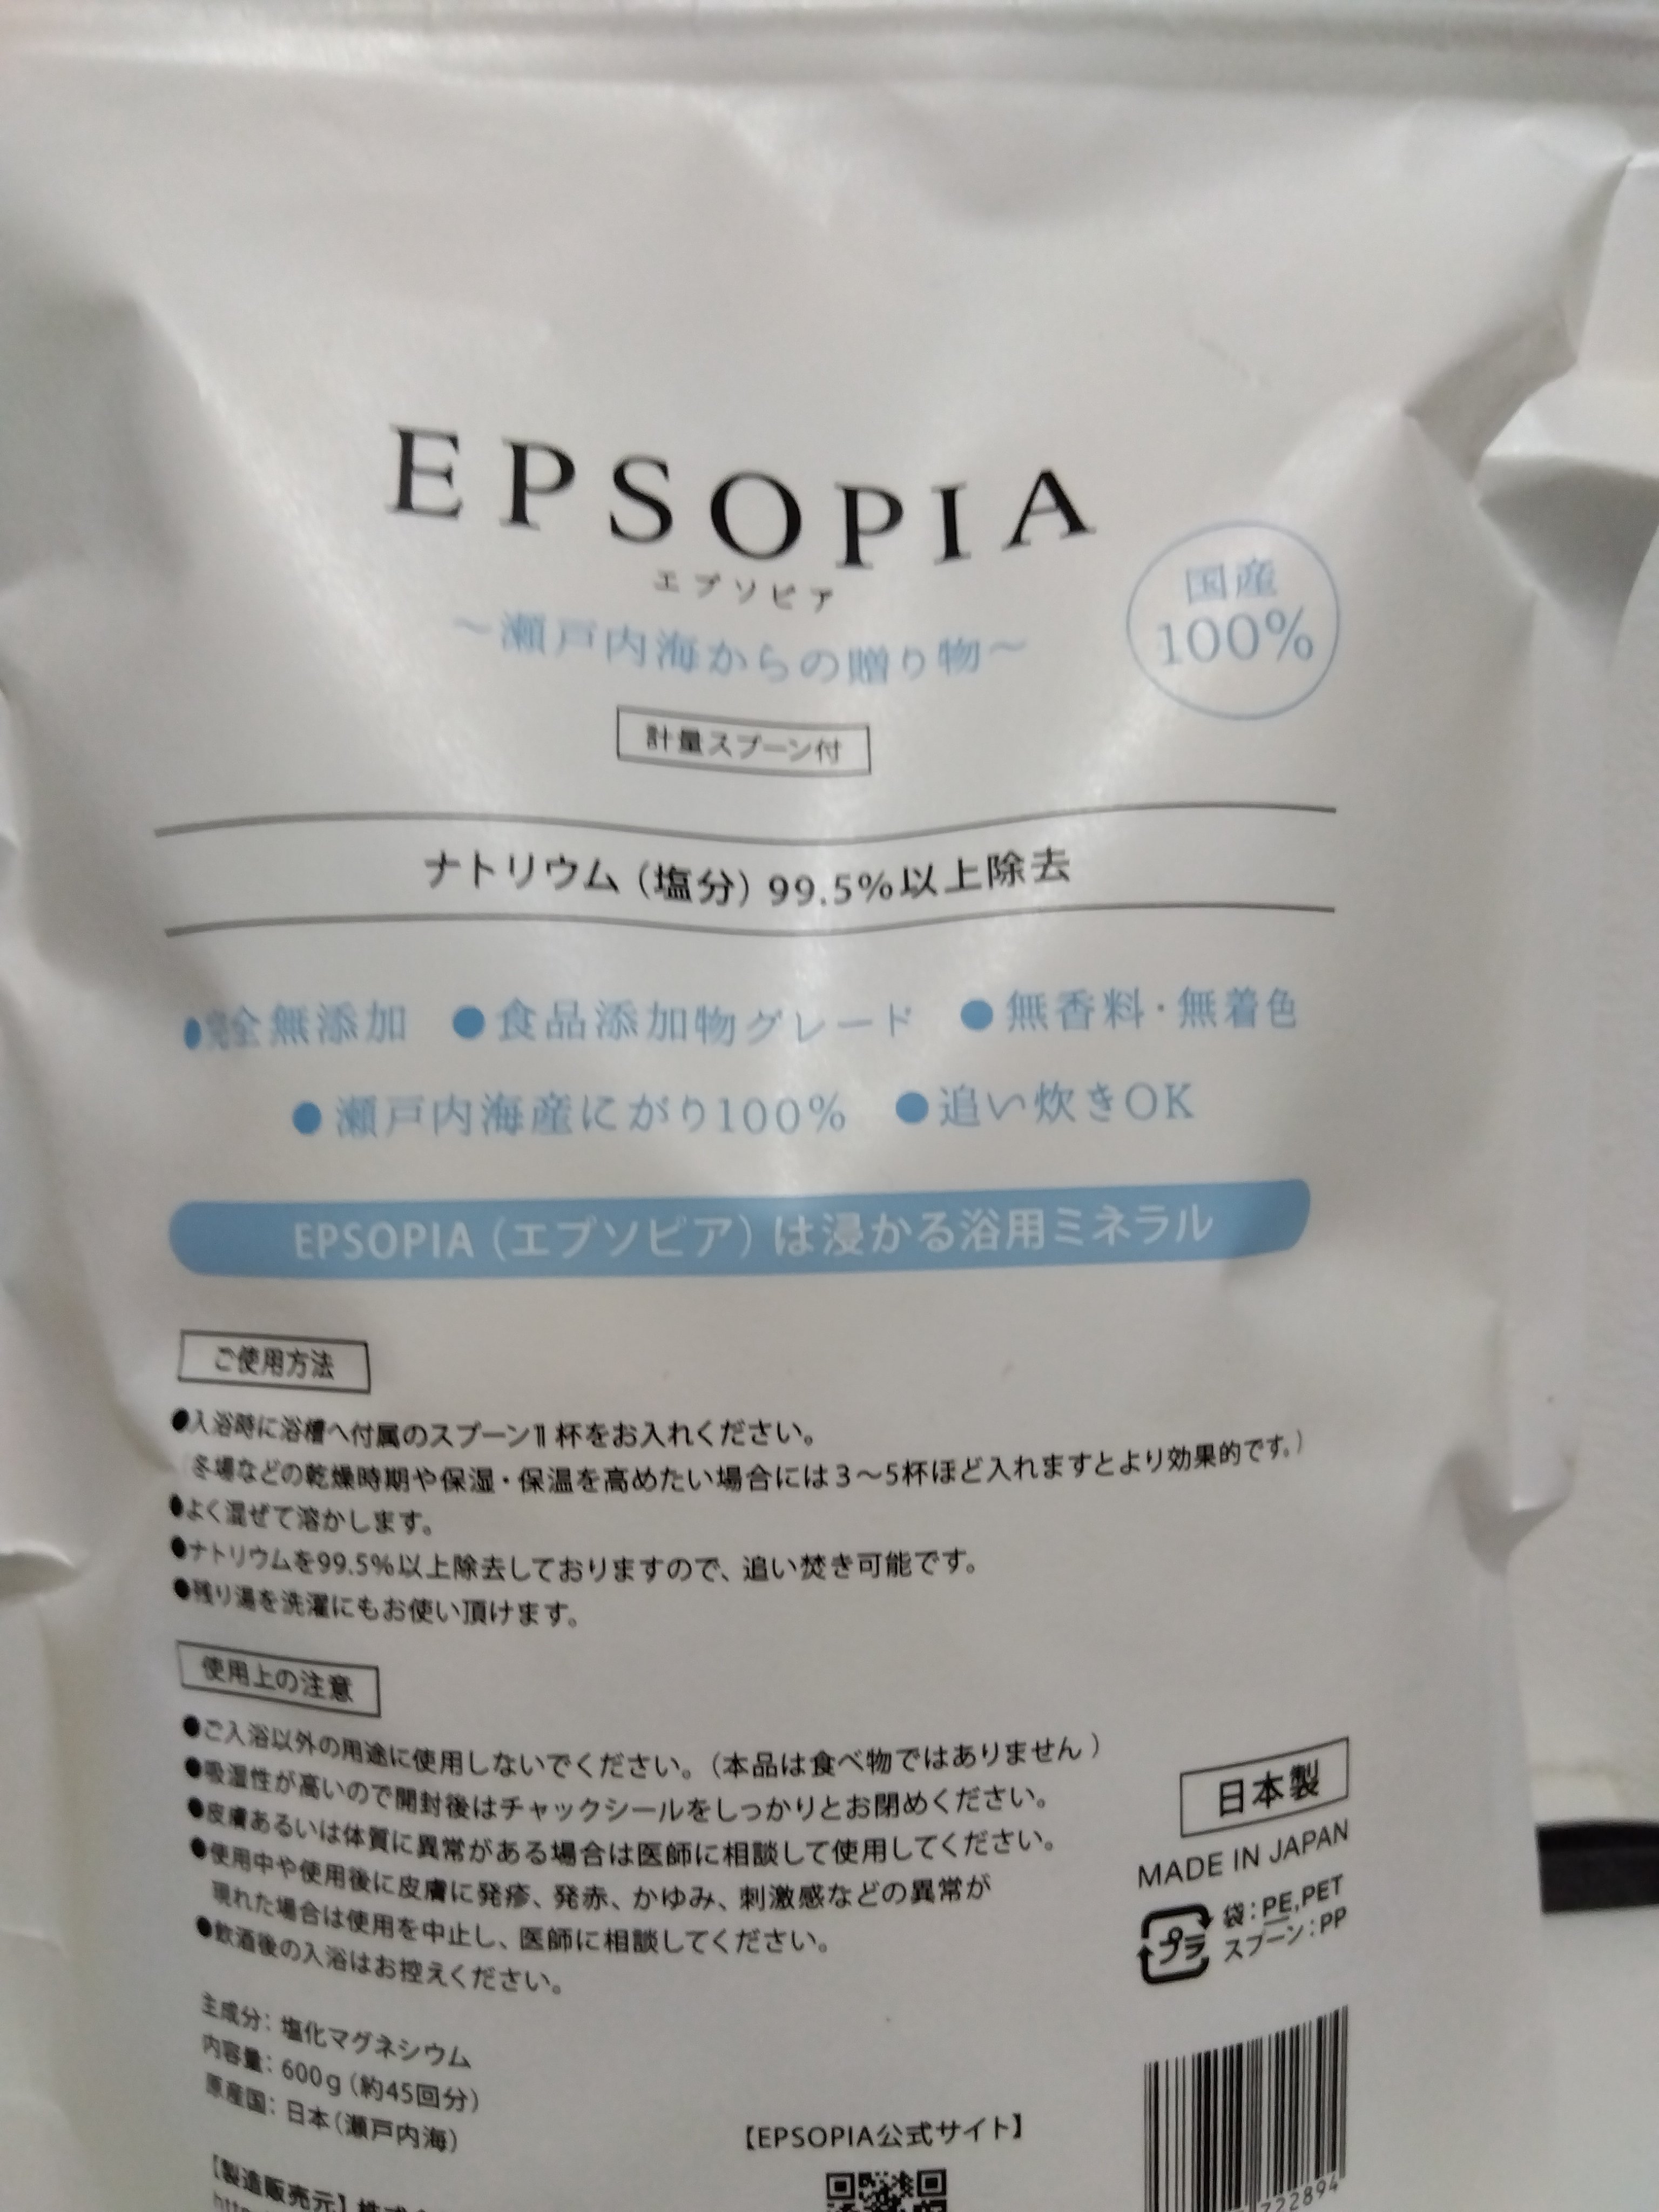 EPSOPIA
エプソピア
～瀬戸内海からの贈り物～
国産
100%
計量スプーン付
ナトリウム（塩分）99.5%以上除去
●完全無添加 ●食品添加物グレード ●無香料・無着色
●瀬戸内海産にがり100% ●追い炊きOK
EPSOPIA（エプソピア）は浸かる浴用ミネラル
ご使用方法
●入浴時に浴槽へ付属のスプーン1杯をお入れください。
（冬場などの乾燥時期や保湿・保温を高めたい場合には3～5杯ほど入れますとより効果的です。）
●よく混ぜて溶かします。
●ナトリウムを99.5%以上除去しておりますので、追い焚き可能です。
●残り湯を洗濯にもお使い頂けます。
使用上の注意
●ご入浴以外の用途に使用しないでください。（本品は食べ物ではありません）
●吸湿性が高いので開封後はチャックシールをしっかりとお閉めください。
●皮膚あるいは体質に異常がある場合は医師に相談して使用してください。
●使用中や使用後に皮膚に発疹、発赤、かゆみ、刺激感などの異常が
現れた場合は使用を中止し、医師に相談してください。
●飲酒後の入浴はお控えください。
日本製
MADE IN JAPAN
プラ
袋：PE,PET
スプーン：PP
主成分：塩化マグネシウム
内容量：600g（約45回分）
原産国：日本（瀬戸内海）
【EPSOPIA公式サイト】
【製造販売元】
http
722894